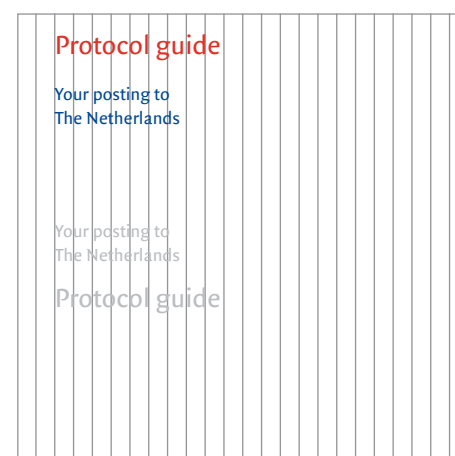 Protocol guide
Your posting to
The Netherlands
Your posting to
The Netherlands
Protocol guide